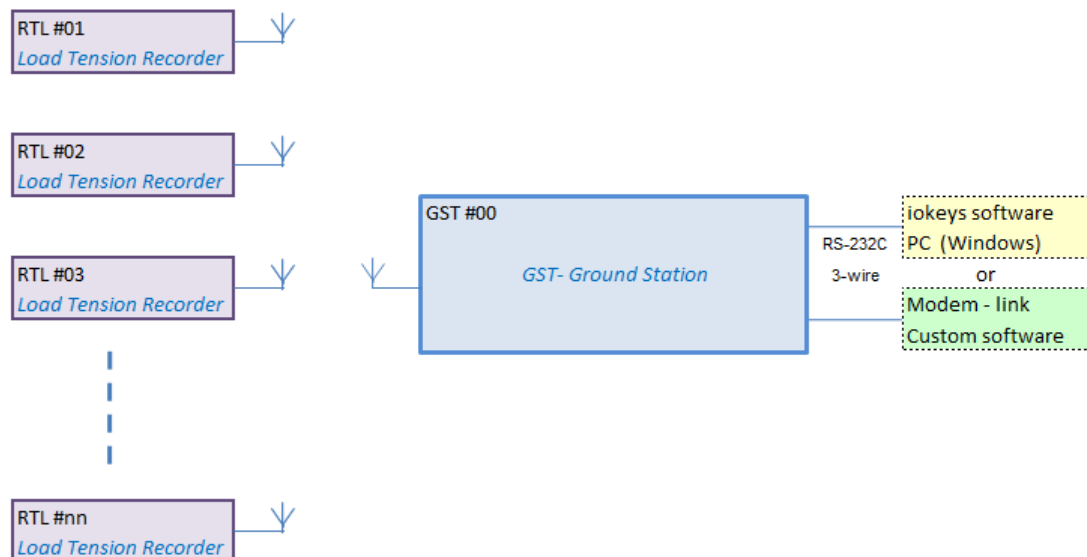 RTL #01
Load Tension Recorder
RTL #02
Load Tension Recorder
GST #00
GST- Ground Station
RS-232C
3-wire
iokeys software
PC (Windows)
or
Modem - link
Custom software
RTL #03
Load Tension Recorder
RTL #nn
Load Tension Recorder